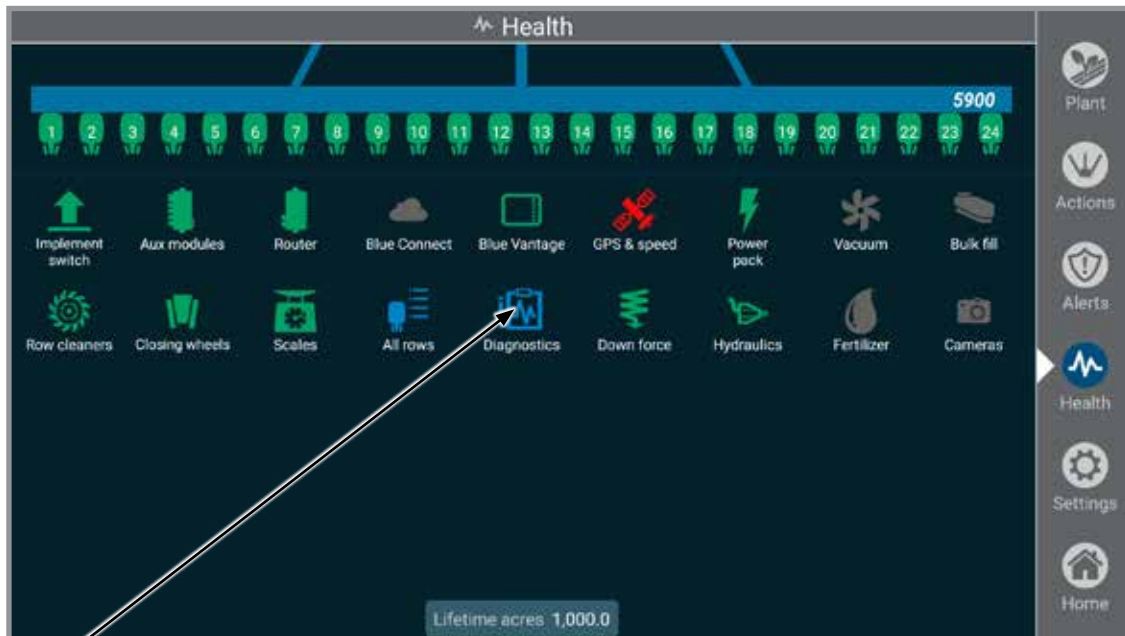 Health
5900
1 2 3 4 5 6 7 8 9 10 11 12 13 14 15 16 17 18 19 20 21 22 23 24
Implement switch
Aux modules
Router
Blue Connect
Blue Vantage
GPS & speed
Power pack
Vacuum
Bulk fill
Row cleaners
Closing wheels
Scales
All rows
Diagnostics
Down force
Hydraulics
Fertilizer
Cameras
Lifetime acres 1,000.0
Plant
Actions
Alerts
Health
Settings
Home